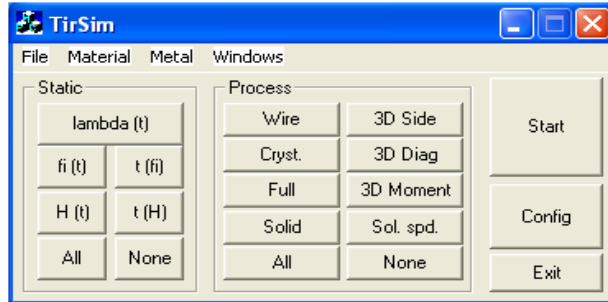 TirSim
File Material Metal Windows
Static
lambda (t)
fi (t) t (fi)
H (t) t (H)
All None
Process
Wire 3D Side
Cryst. 3D Diag
Full 3D Moment
Solid Sol. spd.
All None
Start
Config
Exit